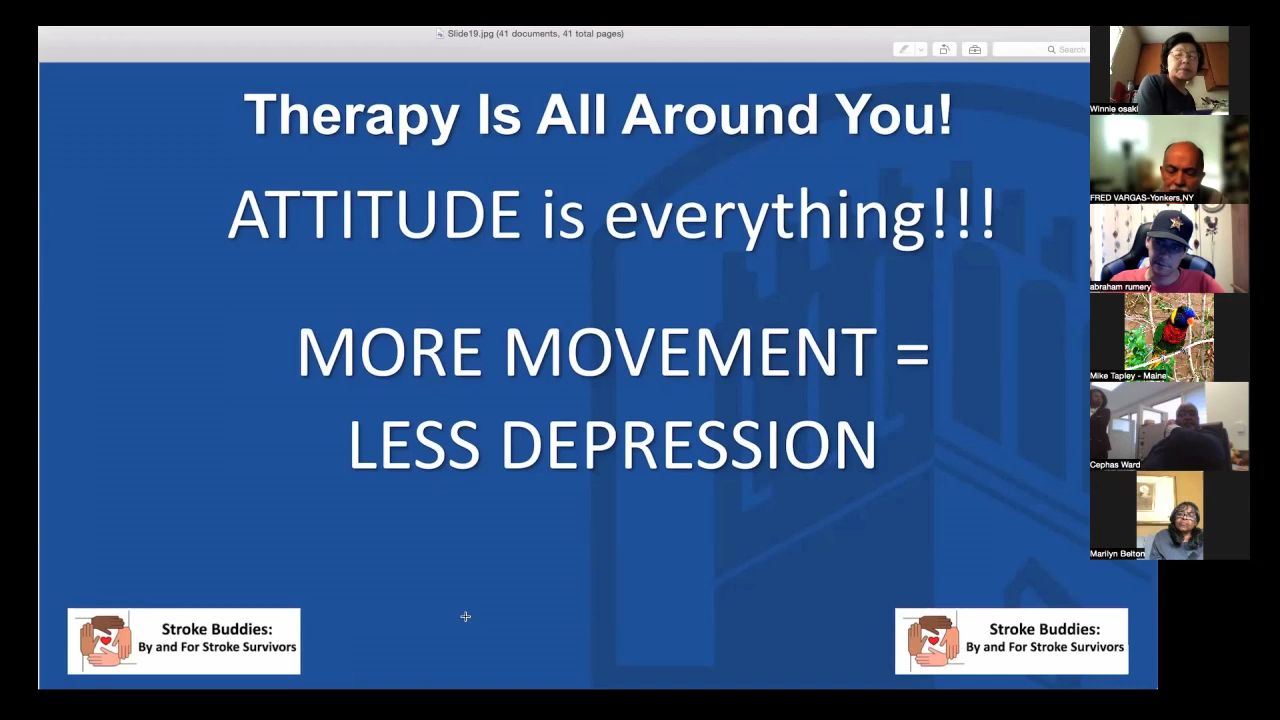 Slide19.jpg (41 documents, 41 total pages)
Search
Therapy Is All Around You!
ATTITUDE is everything!!!
MORE MOVEMENT =
LESS DEPRESSION
Stroke Buddies:
By and For Stroke Survivors
Stroke Buddies:
By and For Stroke Survivors
Winnie osaki
FRED VARGAS-Yonkers,NY
abraham rumery
Mike Tapley - Maine
Cephas Ward
Marilyn Belton